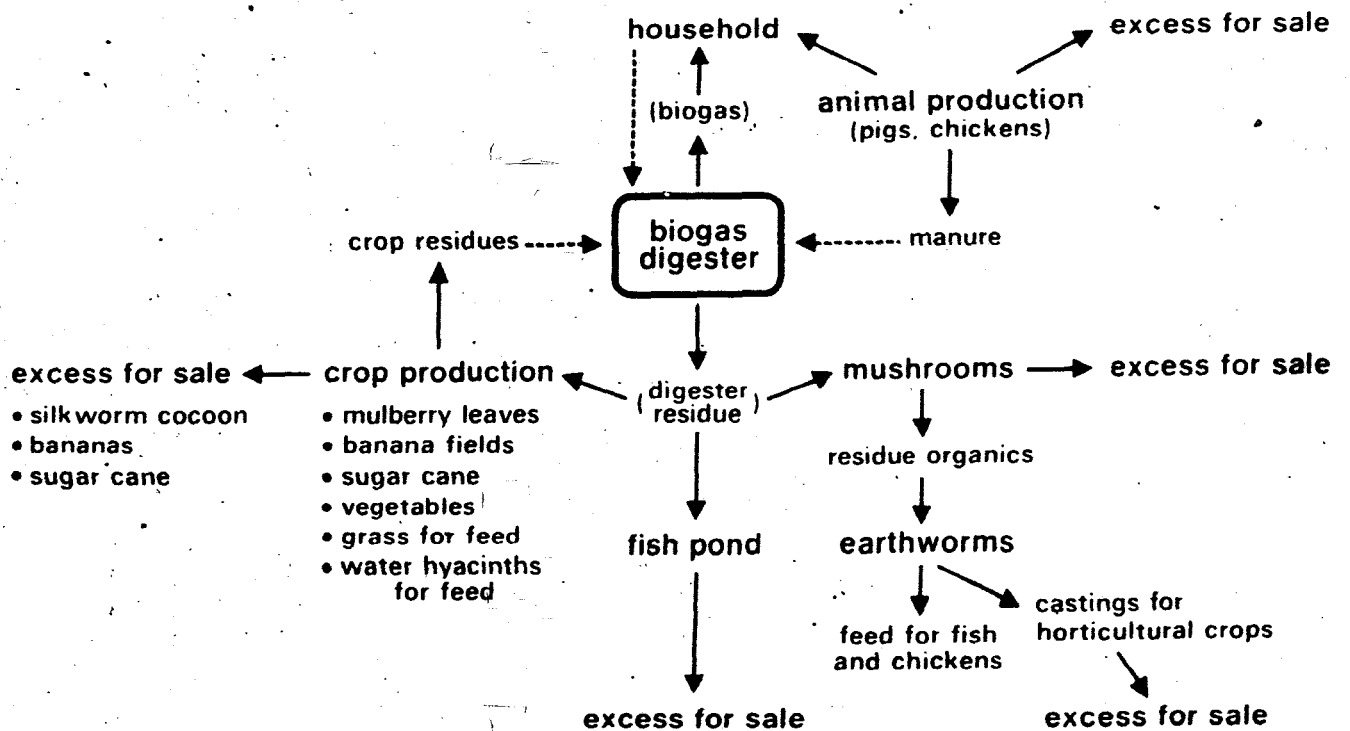 household
excess for sale
(biogas)
animal production
(pigs, chickens)
crop residues
biogas
digester
manure
excess for sale
crop production
(digester
residue)
mushrooms
excess for sale
• silkworm cocoon
• bananas
• sugar cane
• mulberry leaves
• banana fields
• sugar cane
• vegetables
• grass for feed
• water hyacinths
for feed
residue organics
fish pond
earthworms
feed for fish
and chickens
castings for
horticultural crops
excess for sale
excess for sale